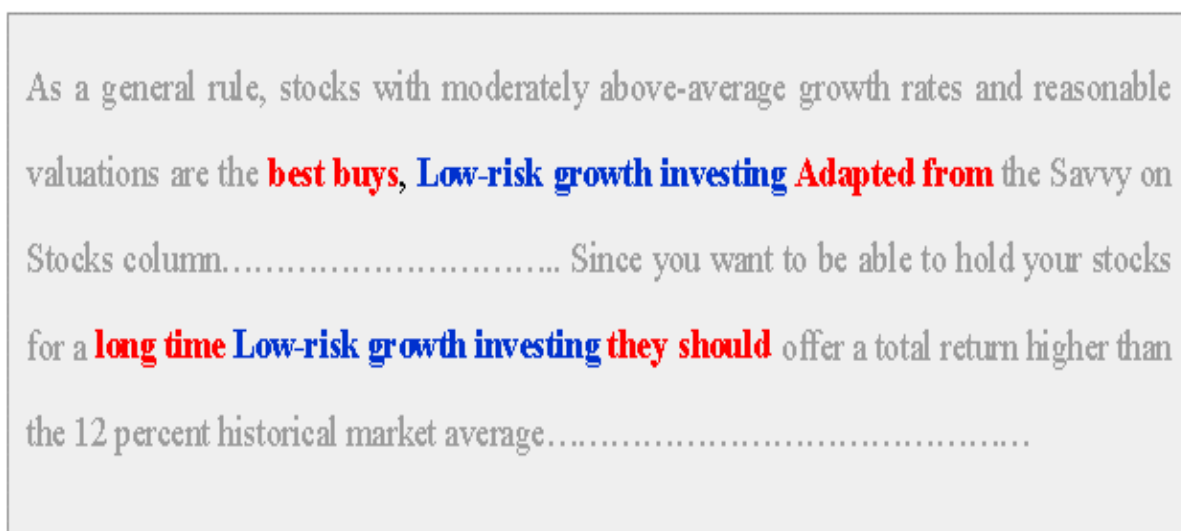 As a general rule, stocks with moderately above-average growth rates and reasonable
valuations are the best buys, Low-risk growth investing Adapted from the Savvy on
Stocks column………………………….. Since you want to be able to hold your stocks
for a long time Low-risk growth investing they should offer a total return higher than
the 12 percent historical market average………………………………………